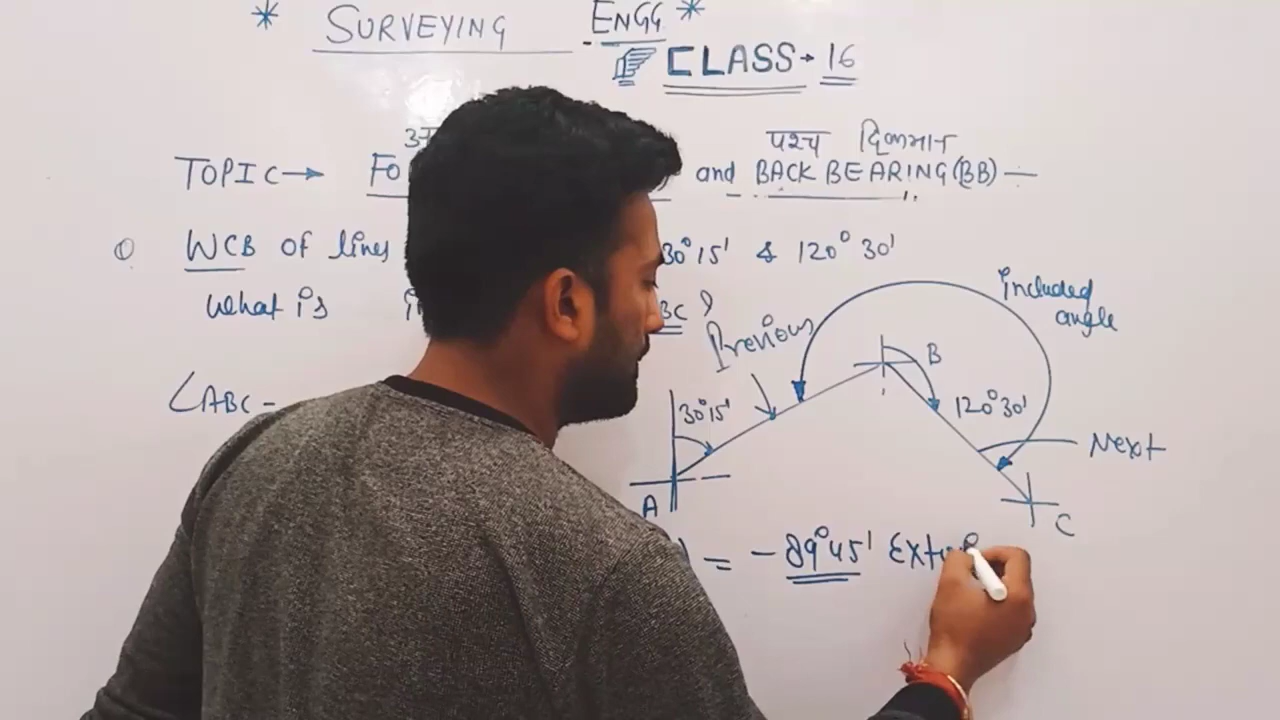 * SURVEYING ENGG *
CLASS → 16
पश्च दिक्मान
TOPIC → Fo and BACK BEARING (BB) —
① WCB of lines 30°15' & 120°30'
What is BC ?
included angle
Previous
B
30°15'
120°30'
∠ABC -
Next
A
C
= - 89°45' Exte